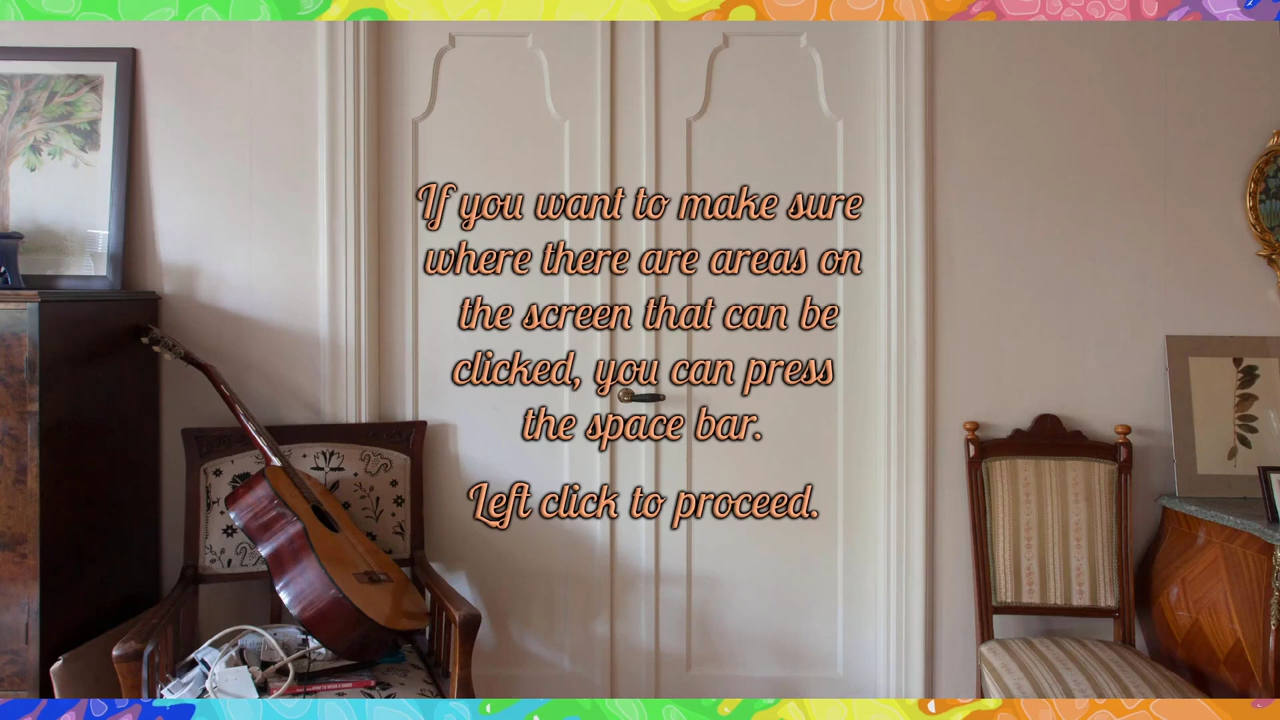 If you want to make sure
where there are areas on
the screen that can be
clicked, you can press
the space bar.
Left click to proceed.